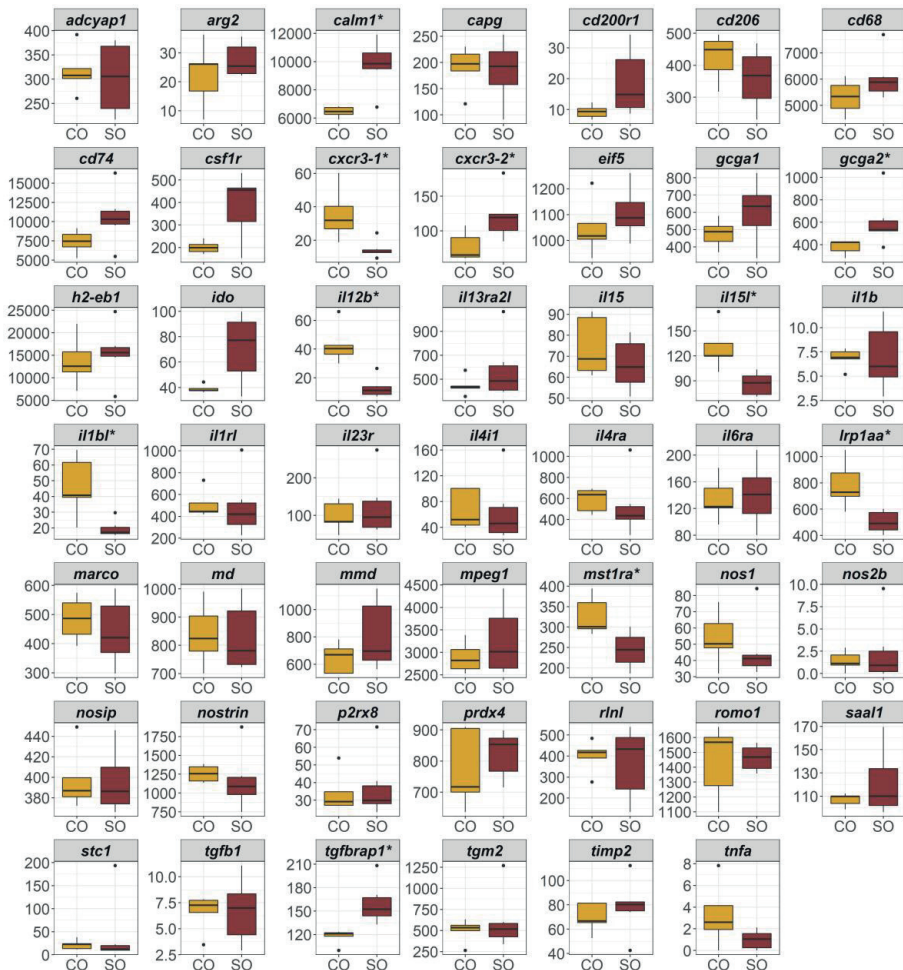 adcyap1
400
350
300
250
CO SO
arg2
30
20
10
CO SO
calm1*
12000
10000
8000
6000
CO SO
capg
250
200
150
100
CO SO
cd200r1
30
20
10
CO SO
cd206
500
400
300
CO SO
cd68
7000
6000
5000
CO SO
cd74
15000
12500
10000
7500
5000
CO SO
csf1r
500
400
300
200
CO SO
cxcr3-1*
60
40
20
CO SO
cxcr3-2*
150
100
CO SO
eif5
1200
1100
1000
CO SO
gcga1
800
700
600
500
400
CO SO
gcga2*
1000
800
600
400
CO SO
h2-eb1
25000
20000
15000
10000
5000
CO SO
ido
100
80
60
40
CO SO
il12b*
60
40
20
CO SO
il13ra2l
900
700
500
CO SO
il15
90
80
70
60
50
CO SO
il15l*
150
120
90
CO SO
il1b
10.0
7.5
5.0
2.5
CO SO
il1bl*
70
60
50
40
30
20
CO SO
il1rl
1000
800
600
400
200
CO SO
il23r
200
100
CO SO
il4i1
160
120
80
40
CO SO
il4ra
1000
800
600
400
CO SO
il6ra
200
160
120
80
CO SO
lrp1aa*
1000
800
600
400
CO SO
marco
600
500
400
300
CO SO
md
1000
900
800
700
CO SO
mmd
1000
800
600
CO SO
mpeg1
4500
4000
3500
3000
2500
CO SO
mst1ra*
400
350
300
250
200
CO SO
nos1
80
70
60
50
40
30
CO SO
nos2b
10.0
7.5
5.0
2.5
0.0
CO SO
nosip
440
420
400
380
CO SO
nostrin
1750
1500
1250
1000
750
CO SO
p2rx8
70
60
50
40
30
CO SO
prdx4
900
800
700
CO SO
rlnl
500
400
300
200
CO SO
romo1
1600
1500
1400
1300
1200
1100
CO SO
saal1
170
150
130
110
CO SO
stc1
200
150
100
50
0
CO SO
tgfb1
10.0
7.5
5.0
CO SO
tgfbrap1*
210
180
150
120
CO SO
tgm2
1250
1000
750
500
250
CO SO
timp2
120
100
80
60
40
CO SO
tnfa
8
6
4
2
0
CO SO